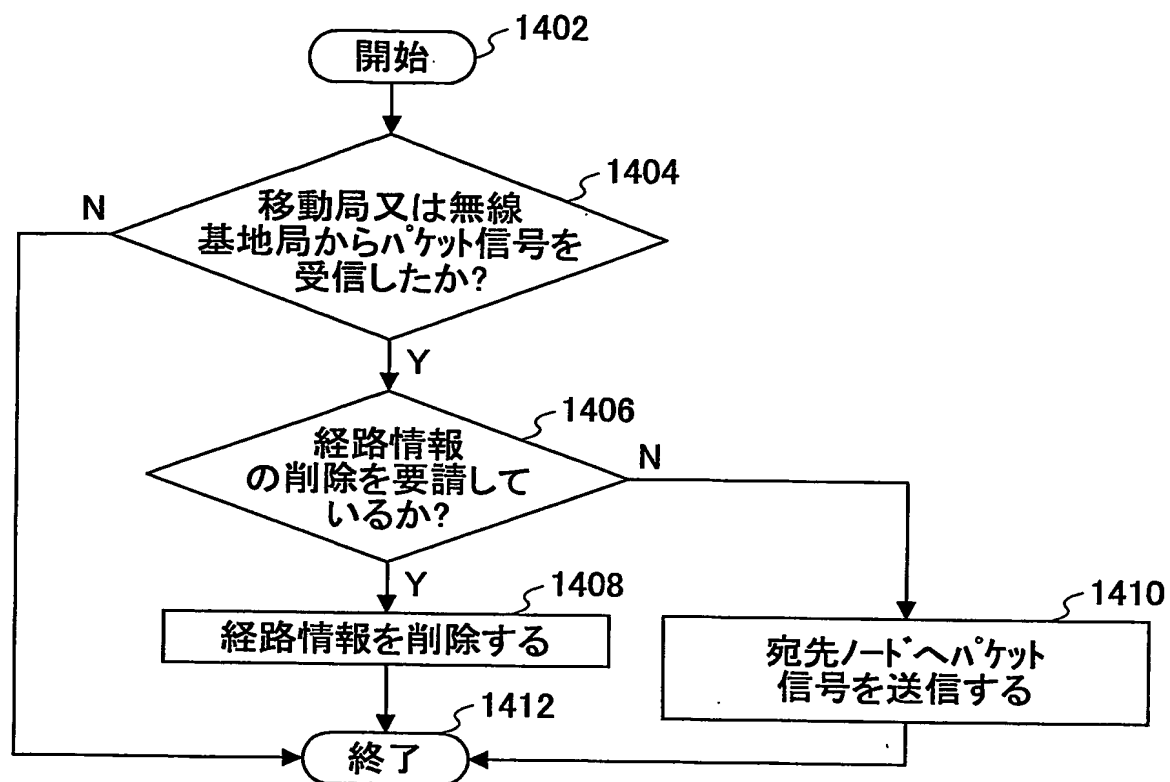 1402
開始
1404
N
移動局又は無線
基地局からﾊﾟｹｯﾄ信号を
受信したか?
Y
1406
経路情報
の削除を要請して
いるか?
N
Y
1408
経路情報を削除する
1410
宛先ﾉｰﾄﾞへﾊﾟｹｯﾄ
信号を送信する
1412
終了